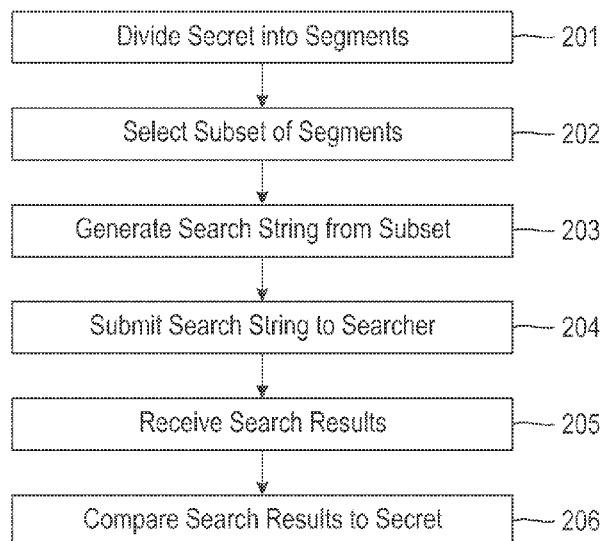 Divide Secret into Segments 201
Select Subset of Segments 202
Generate Search String from Subset 203
Submit Search String to Searcher 204
Receive Search Results 205
Compare Search Results to Secret 206